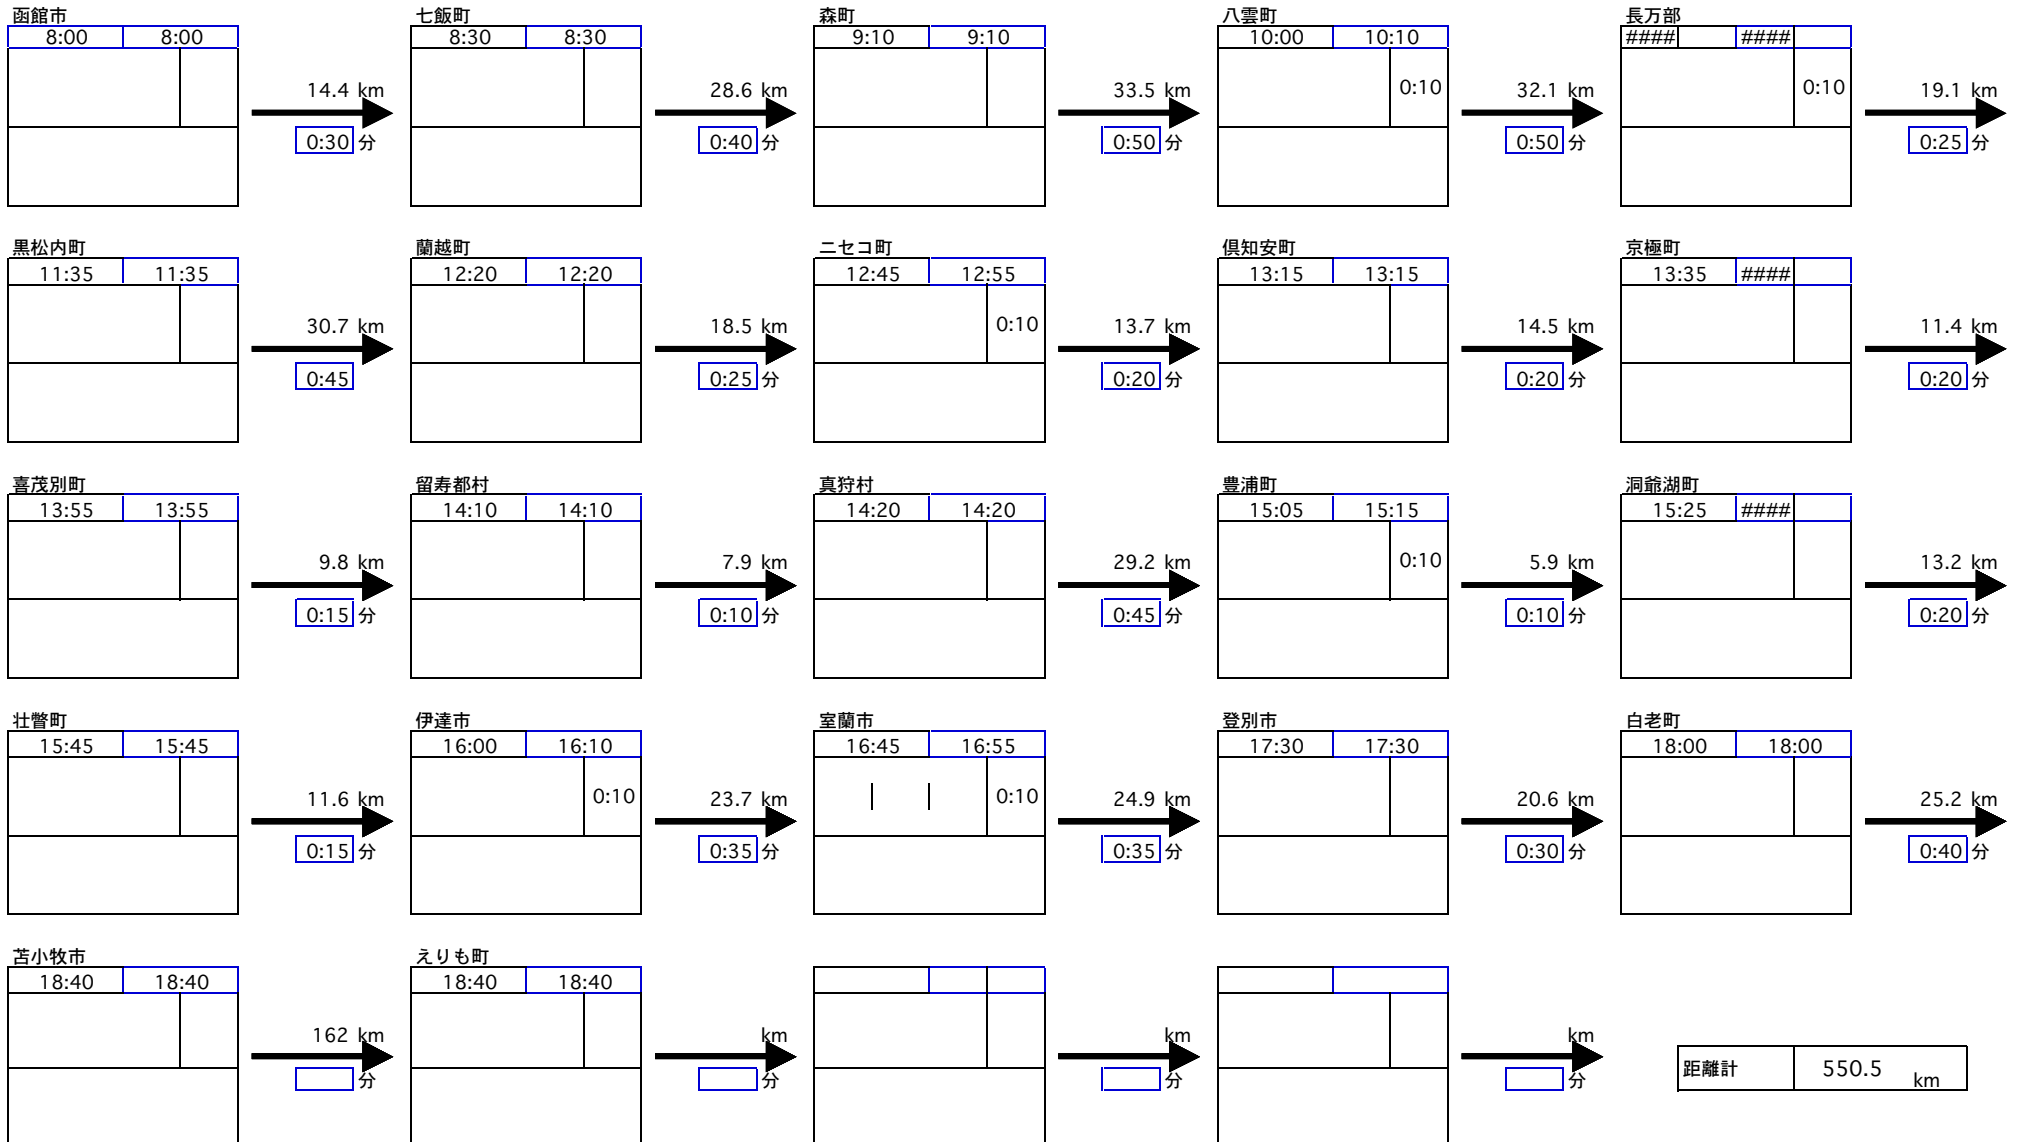 函館市 七飯町 森町 八雲町 長万部
8:00 8:00 8:30 8:30 9:10 9:10 10:00 10:10 #### ####
14.4 km 28.6 km 33.5 km 0:10 32.1 km 0:10 19.1 km
0:30 分 0:40 分 0:50 分 0:50 分 0:25 分
黒松内町 蘭越町 ニセコ町 倶知安町 京極町
11:35 11:35 12:20 12:20 12:45 12:55 13:15 13:15 13:35 ####
30.7 km 18.5 km 0:10 13.7 km 14.5 km 11.4 km
0:45 0:25 分 0:20 分 0:20 分 0:20 分
喜茂別町 留寿都村 真狩村 豊浦町 洞爺湖町
13:55 13:55 14:10 14:10 14:20 14:20 15:05 15:15 15:25 ####
9.8 km 7.9 km 29.2 km 0:10 5.9 km 13.2 km
0:15 分 0:10 分 0:45 分 0:10 分 0:20 分
壮瞥町 伊達市 室蘭市 登別市 白老町
15:45 15:45 16:00 16:10 16:45 16:55 17:30 17:30 18:00 18:00
11.6 km 0:10 23.7 km 0:10 24.9 km 20.6 km 25.2 km
0:15 分 0:35 分 0:35 分 0:30 分 0:40 分
苫小牧市 えりも町
18:40 18:40 18:40 18:40
162 km km km km
分 分 分 分
距離計 550.5 km